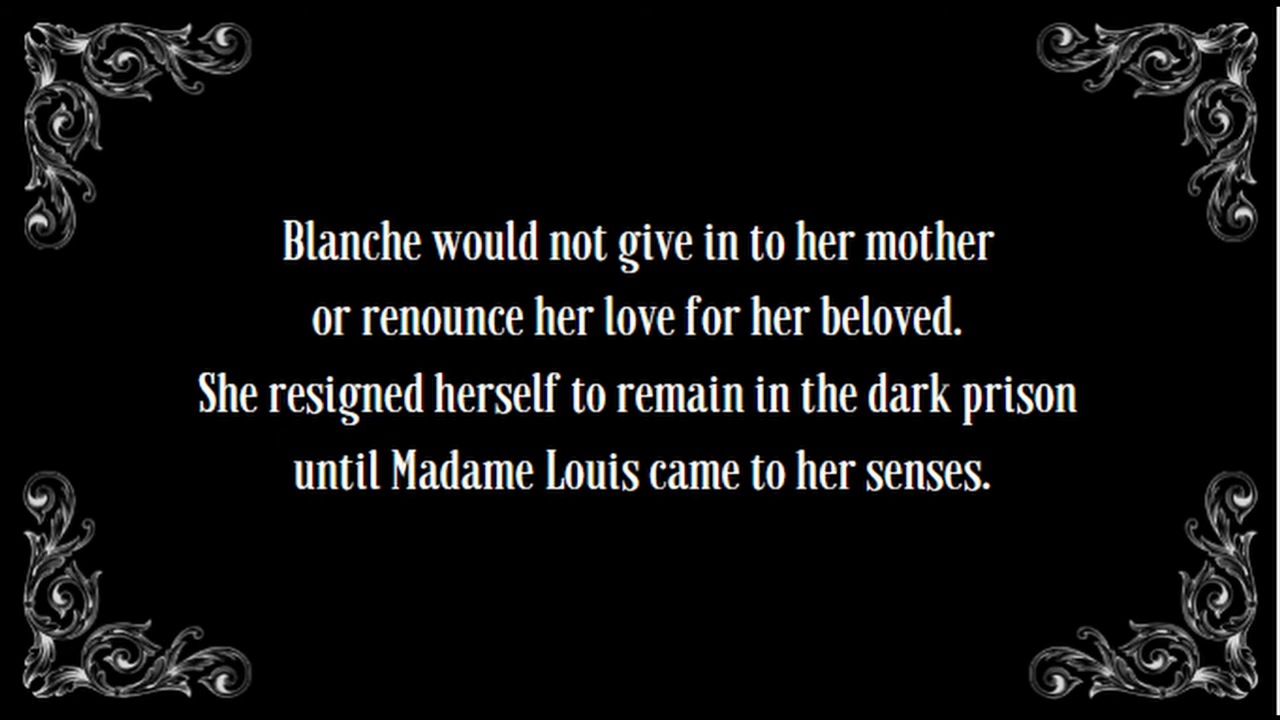 Blanche would not give in to her mother
or renounce her love for her beloved.
She resigned herself to remain in the dark prison
until Madame Louis came to her senses.